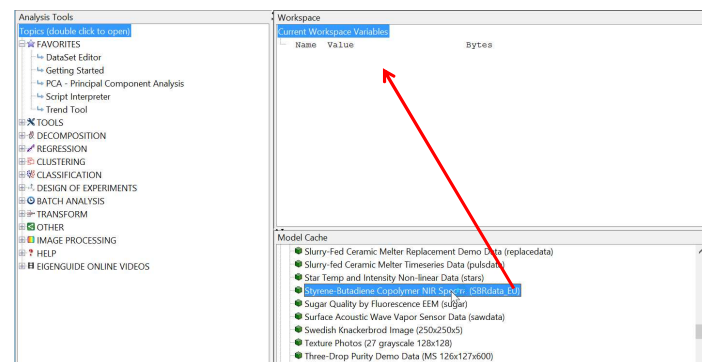 Analysis Tools
Topics (double click to open)
FAVORITES
DataSet Editor
Getting Started
PCA - Principal Component Analysis
Script Interpreter
Trend Tool
TOOLS
DECOMPOSITION
REGRESSION
CLUSTERING
CLASSIFICATION
DESIGN OF EXPERIMENTS
BATCH ANALYSIS
TRANSFORM
OTHER
IMAGE PROCESSING
HELP
EIGENGUIDE ONLINE VIDEOS
Workspace
Current Workspace Variables
Name Value Bytes
Model Cache
Slurry-Fed Ceramic Melter Replacement Demo Data (replacedata)
Slurry-fed Ceramic Melter Timeseries Data (pulsdata)
Star Temp and Intensity Non-linear Data (stars)
Styrene-Butadiene Copolymer NIR Spectra (SBRdata_EU)
Sugar Quality by Fluorescence EEM (sugar)
Surface Acoustic Wave Vapor Sensor Data (sawdata)
Swedish Knackerbrod Image (250x250x5)
Texture Photos (27 grayscale 128x128)
Three-Drop Purity Demo Data (MS 126x127x600)